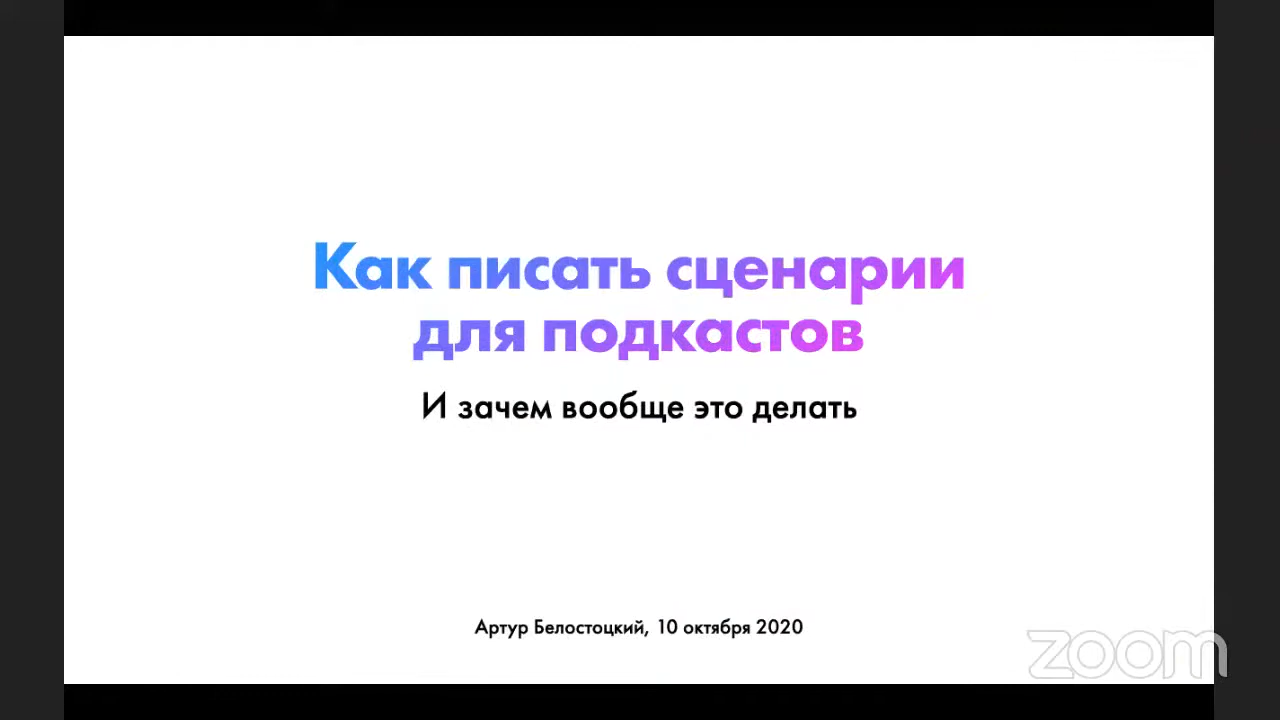 Как писать сценарии
для подкастов
И зачем вообще это делать
Артур Белостоцкий, 10 октября 2020
zoom